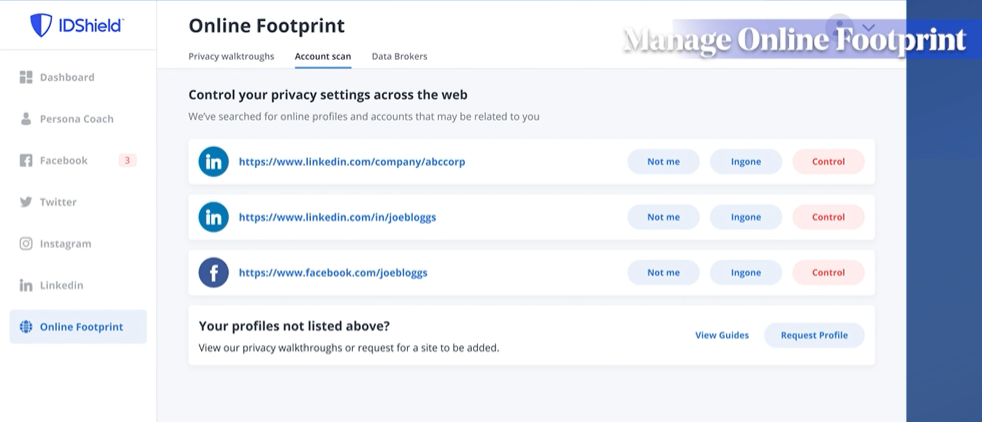 IDShield
Dashboard
Persona Coach
Facebook 3
Twitter
Instagram
Linkedin
Online Footprint
Online Footprint
Manage Online Footprint
Privacy walktroughs Account scan Data Brokers
Control your privacy settings across the web
We've searched for online profiles and accounts that may be related to you
in https://www.linkedin.com/company/abccorp Not me Ingone Control
in https://www.linkedin.com/in/joebloggs Not me Ingone Control
f https://www.facebook.com/joebloggs Not me Ingone Control
Your profiles not listed above?
View our privacy walkthroughs or request for a site to be added.
View Guides Request Profile